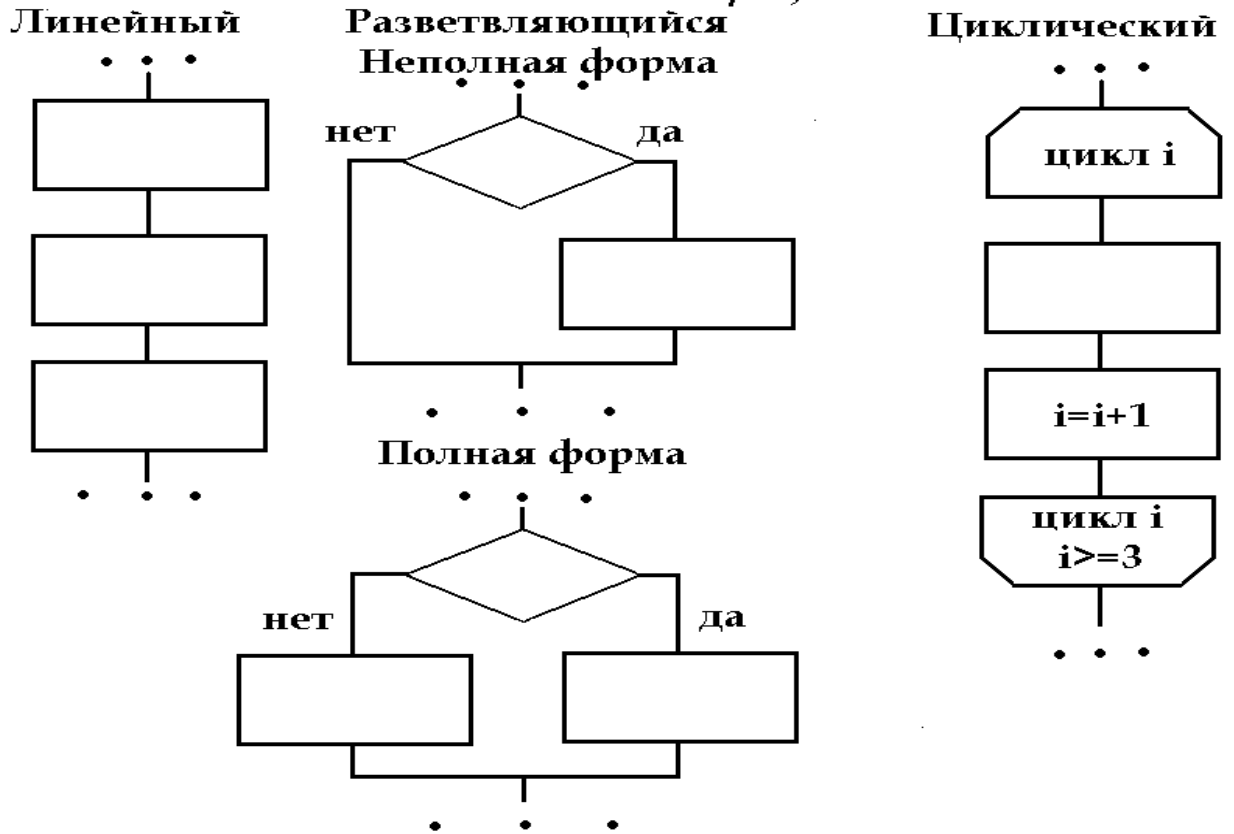 Линейный
Разветвляющийся
Неполная форма
нет
да
Полная форма
нет
да
Циклический
цикл i
i=i+1
цикл i
i>=3